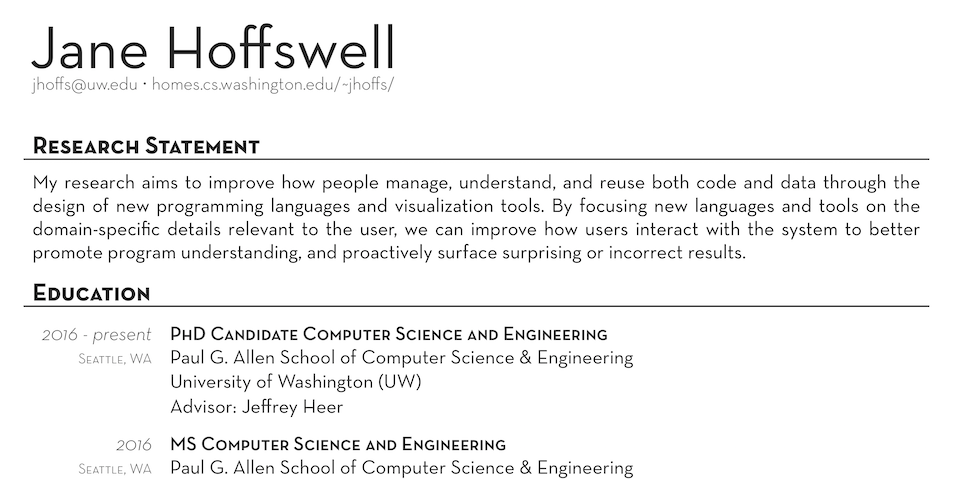 Jane Hoffswell
jhoffs@uw.edu • homes.cs.washington.edu/~jhoffs/
Research Statement
My research aims to improve how people manage, understand, and reuse both code and data through the
design of new programming languages and visualization tools. By focusing new languages and tools on the
domain-specific details relevant to the user, we can improve how users interact with the system to better
promote program understanding, and proactively surface surprising or incorrect results.
Education
2016 - present PhD Candidate Computer Science and Engineering
Seattle, WA Paul G. Allen School of Computer Science & Engineering
University of Washington (UW)
Advisor: Jeffrey Heer
2016 MS Computer Science and Engineering
Seattle, WA Paul G. Allen School of Computer Science & Engineering